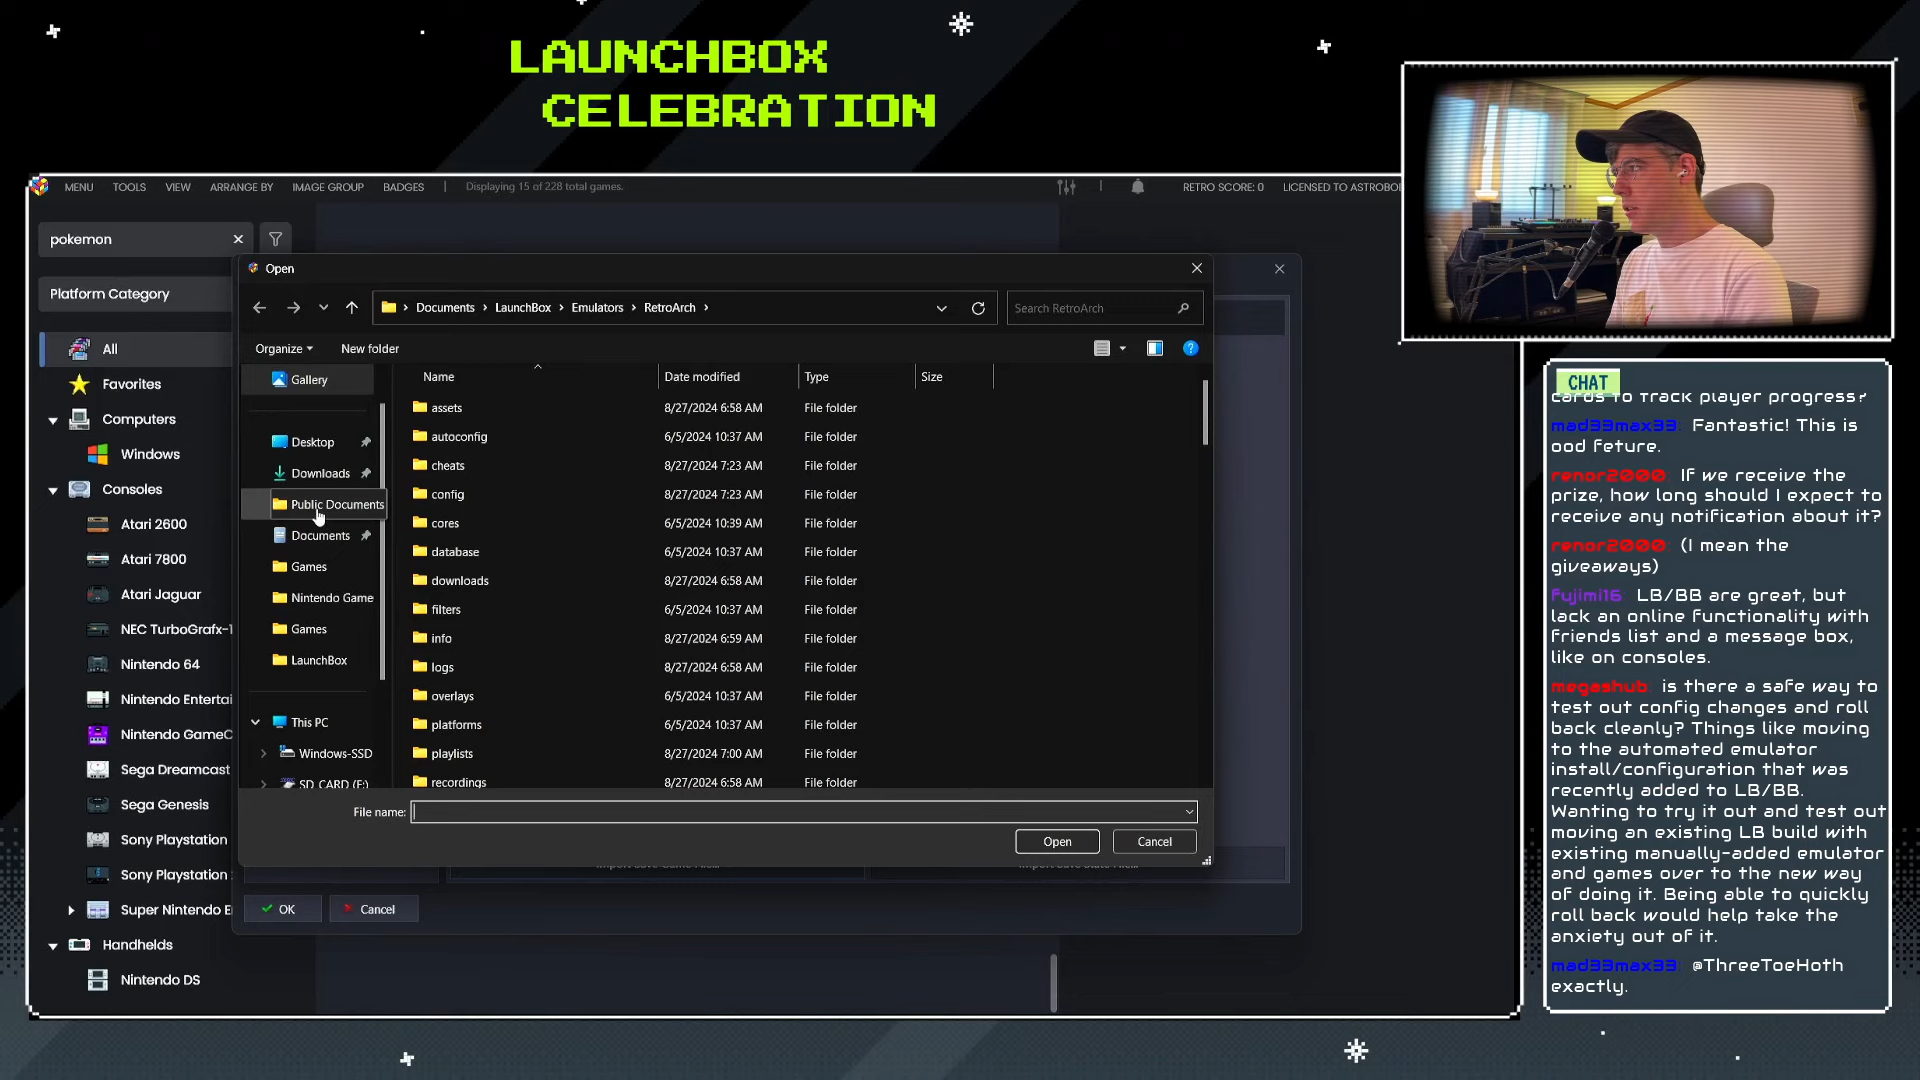 LAUNCHBOX
CELEBRATION
MENU
TOOLS
VIEW
ARRANGE BY
IMAGE GROUP
BADGES
Displaying 15 of 228 total games.
RETRO SCORE: 0
LICENSED TO ASTROBO
pokemon
Platform Category
All
Favorites
Computers
Windows
Consoles
Atari 2600
Atari 7800
Atari Jaguar
NEC TurboGrafx-1
Nintendo 64
Nintendo Entertai
Nintendo GameC
Sega Dreamcast
Sega Genesis
Sony Playstation
Sony Playstation
Super Nintendo E
Handhelds
Nintendo DS
Open
Documents
LaunchBox
Emulators
RetroArch
Search RetroArch
Organize
New folder
Gallery
Desktop
Downloads
Public Documents
Documents
Games
Nintendo Game
Games
LaunchBox
This PC
Windows-SSD
SD_CARD (F:)
Name
Date modified
Type
Size
assets 8/27/2024 6:58 AM File folder
autoconfig 6/5/2024 10:37 AM File folder
cheats 8/27/2024 7:23 AM File folder
config 8/27/2024 7:23 AM File folder
cores 6/5/2024 10:39 AM File folder
database 6/5/2024 10:37 AM File folder
downloads 8/27/2024 6:58 AM File folder
filters 6/5/2024 10:37 AM File folder
info 8/27/2024 6:59 AM File folder
logs 8/27/2024 6:58 AM File folder
overlays 6/5/2024 10:37 AM File folder
platforms 6/5/2024 10:37 AM File folder
playlists 8/27/2024 7:00 AM File folder
recordings 8/27/2024 6:58 AM File folder
File name:
Open
Cancel
OK
Cancel
CHAT
cards to track player progress?
mad33max33: Fantastic! This is
ood feture.
renor2000: If we receive the
prize, how long should I expect to
receive any notification about it?
renor2000: (I mean the
giveaways)
Fujimi16: LB/BB are great, but
lack an online functionality with
friends list and a message box,
like on consoles.
megashub: is there a safe way to
test out config changes and roll
back cleanly? Things like moving
to the automated emulator
install/configuration that was
recently added to LB/BB.
Wanting to try it out and test out
moving an existing LB build with
existing manually-added emulator
and games over to the new way
of doing it. Being able to quickly
roll back would help take the
anxiety out of it.
mad33max33: @ThreeToeHoth
exactly.